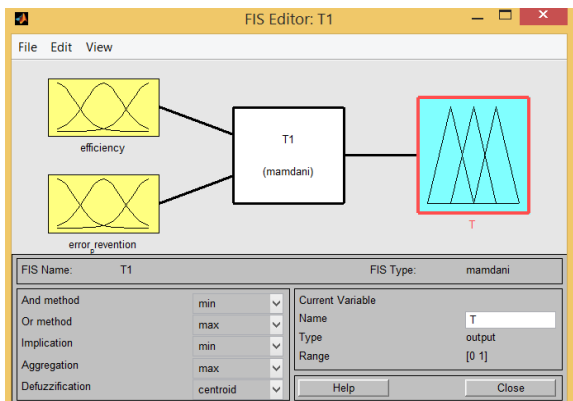 FIS Editor: T1
File Edit View
efficiency
T1
(mamdani)
error_prevention
T
FIS Name: T1 FIS Type: mamdani
And method min
Or method max
Implication min
Aggregation max
Defuzzification centroid
Current Variable
Name T
Type output
Range [0 1]
Help Close